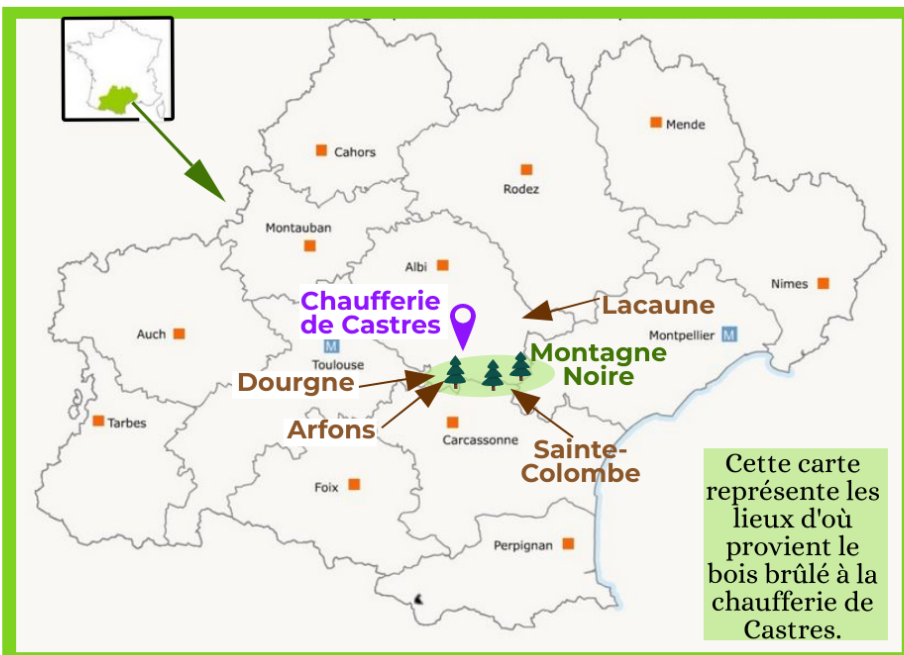 Cahors
Mende
Rodez
Montauban
Albi
Nimes
Chaufferie
de Castres
Lacaune
Auch
M
Toulouse
Montpellier M
Montagne
Noire
Dourgne
Tarbes
Arfons
Carcassonne
Sainte-
Colombe
Foix
Perpignan
Cette carte
représente les
lieux d'où
provient le
bois brûlé à la
chaufferie de
Castres.